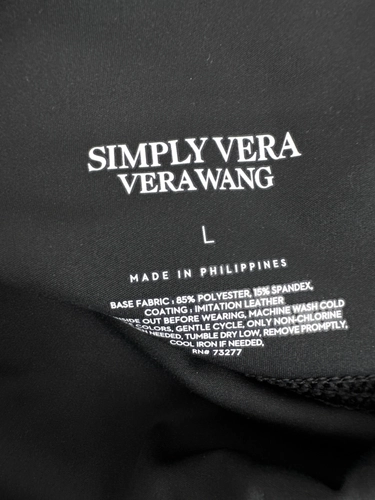 SIMPLY VERA
VERA WANG
L
MADE IN PHILIPPINES
BASE FABRIC : 85% POLYESTER, 15% SPANDEX,
COATING : IMITATION LEATHER
OUT BEFORE WEARING, MACHINE WASH COLD
COLORS, GENTLE CYCLE, ONLY NON-CHLORINE
NEEDED, TUMBLE DRY LOW, REMOVE PROMPTLY,
COOL IRON IF NEEDED,
RN# 73277